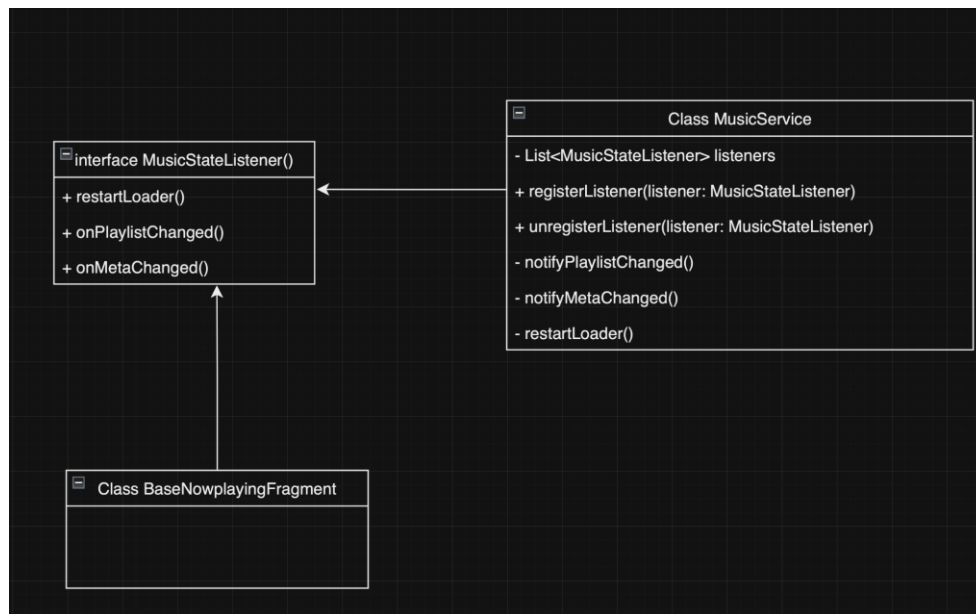 interface MusicStateListener()
+ restartLoader()
+ onPlaylistChanged()
+ onMetaChanged()
Class MusicService
- List<MusicStateListener> listeners
+ registerListener(listener: MusicStateListener)
+ unregisterListener(listener: MusicStateListener)
- notifyPlaylistChanged()
- notifyMetaChanged()
- restartLoader()
Class BaseNowplayingFragment